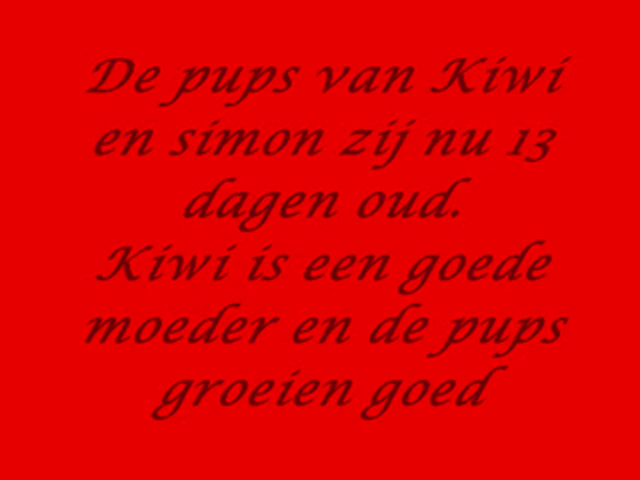 De pups van Kiwi
en simon zij nu 13
dagen oud.
Kiwi is een goede
moeder en de pups
groeien goed